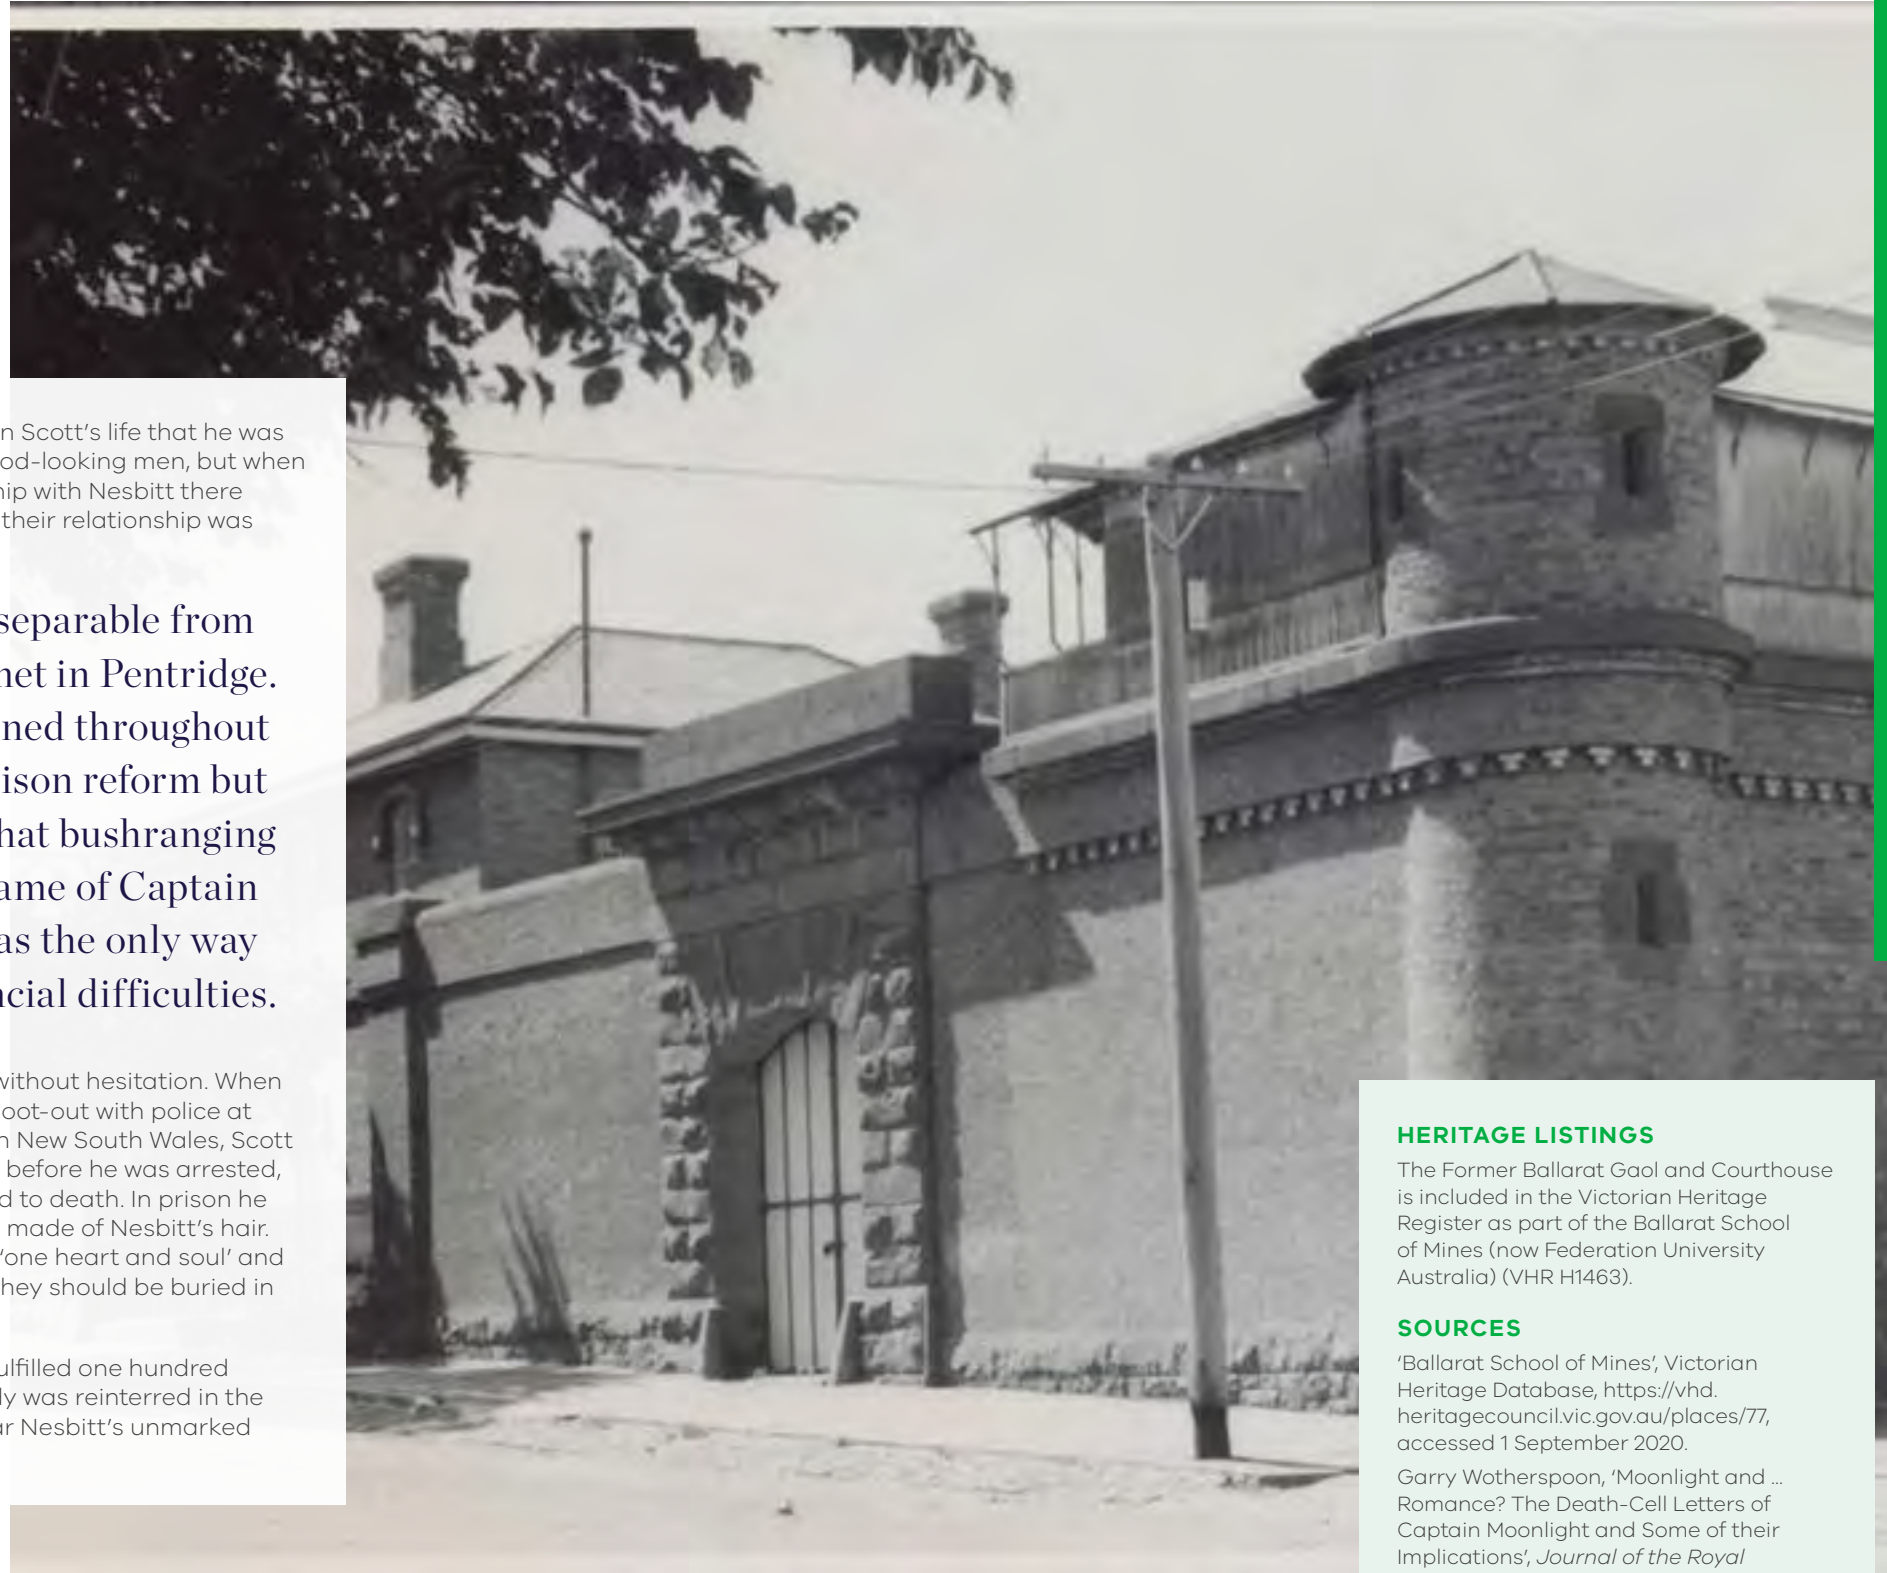 n Scott's life that he was
od-looking men, but when
hip with Nesbitt there
their relationship was
separable from
net in Pentridge.
ned throughout
ison reform but
hat bushranging
ame of Captain
as the only way
ncial difficulties.
without hesitation. When
oot-out with police at
n New South Wales, Scott
before he was arrested,
d to death. In prison he
made of Nesbitt's hair.
'one heart and soul' and
they should be buried in
ulfilled one hundred
ly was reinterred in the
ar Nesbitt's unmarked
HERITAGE LISTINGS
The Former Ballarat Gaol and Courthouse
is included in the Victorian Heritage
Register as part of the Ballarat School
of Mines (now Federation University
Australia) (VHR H1463).
SOURCES
'Ballarat School of Mines', Victorian
Heritage Database, https://vhd.
heritagecouncil.vic.gov.au/places/77,
accessed 1 September 2020.
Garry Wotherspoon, 'Moonlight and ...
Romance? The Death-Cell Letters of
Captain Moonlight and Some of their
Implications', Journal of the Royal